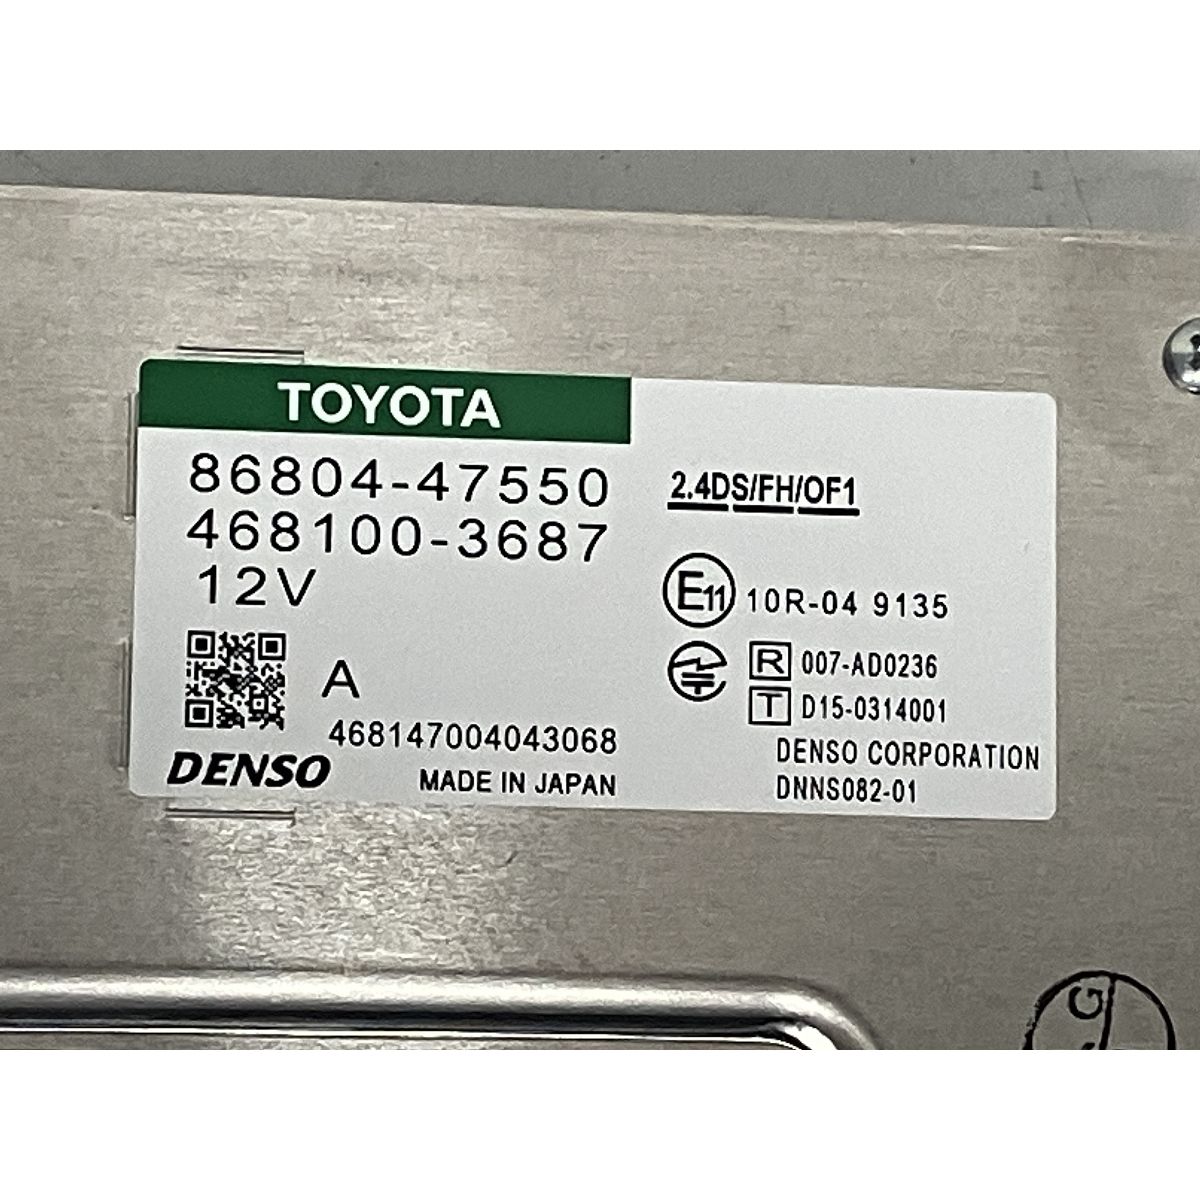 TOYOTA
86804-47550
468100-3687
12V
A
468147004043068
DENSO
MADE IN JAPAN
2.4DS/FH/OF1
E11 10R-04 9135
R 007-AD0236
T D15-0314001
DENSO CORPORATION
DNNS082-01
G